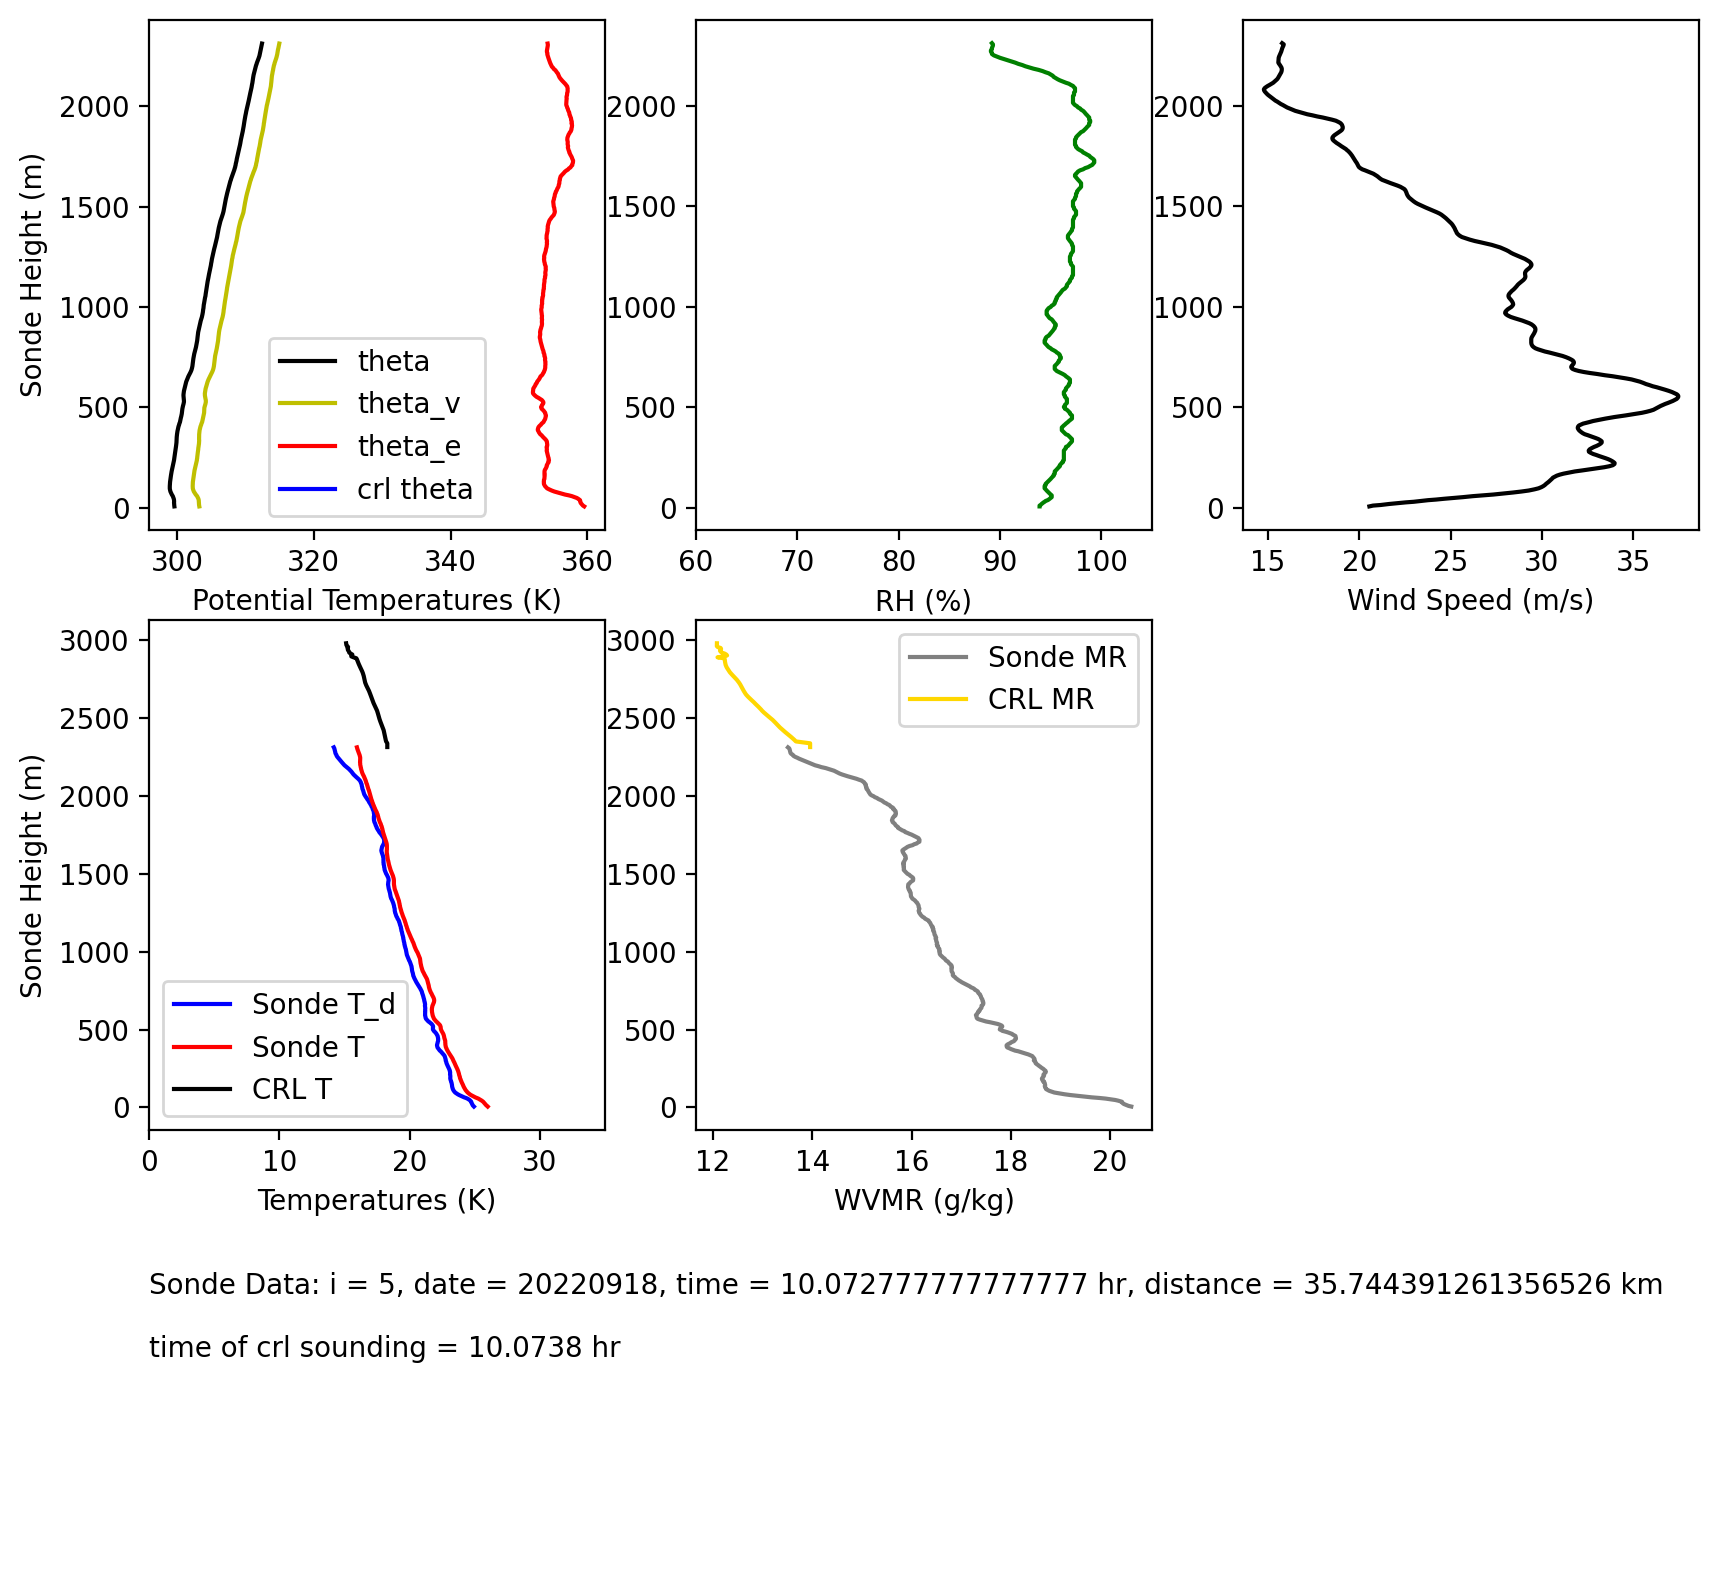 2000
1500
1000
500
0
Sonde Height (m)
theta
theta_v
theta_e
crl theta
300 320 340 360
Potential Temperatures (K)
2000
1500
1000
500
0
60 70 80 90 100
RH (%)
2000
1500
1000
500
0
15 20 25 30 35
Wind Speed (m/s)
3000
2500
2000
1500
1000
500
0
Sonde Height (m)
Sonde T_d
Sonde T
CRL T
0 10 20 30
Temperatures (K)
3000
2500
2000
1500
1000
500
0
Sonde MR
CRL MR
12 14 16 18 20
WVMR (g/kg)
Sonde Data: i = 5, date = 20220918, time = 10.072777777777777 hr, distance = 35.744391261356526 km
time of crl sounding = 10.0738 hr